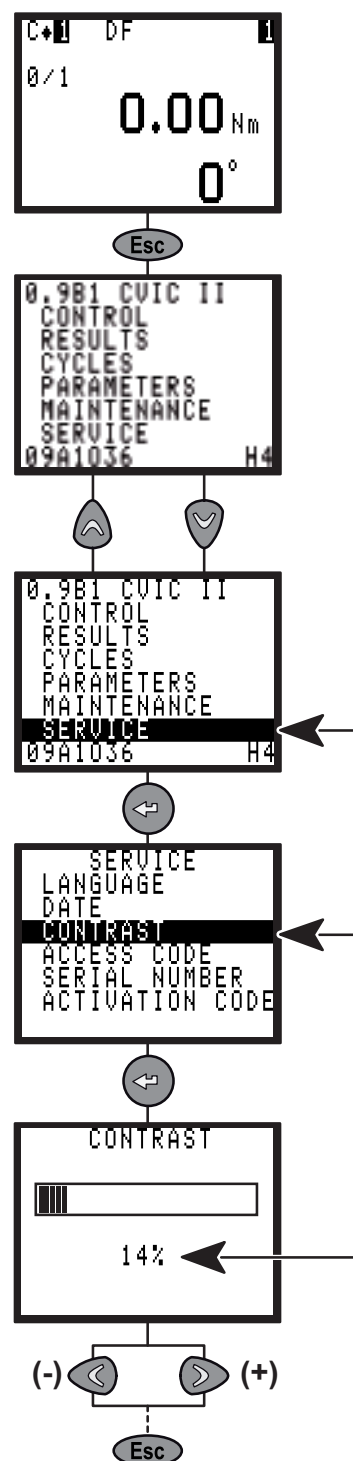 C♦1 DF 1
0/1
0.00 Nm
0°
Esc
0.9B1 CVIC II
CONTROL
RESULTS
CYCLES
PARAMETERS
MAINTENANCE
SERVICE
09A1036 H4
0.9B1 CVIC II
CONTROL
RESULTS
CYCLES
PARAMETERS
MAINTENANCE
SERVICE
09A1036 H4
SERVICE
LANGUAGE
DATE
CONTRAST
ACCESS CODE
SERIAL NUMBER
ACTIVATION CODE
CONTRAST
14%
(-) (+)
Esc